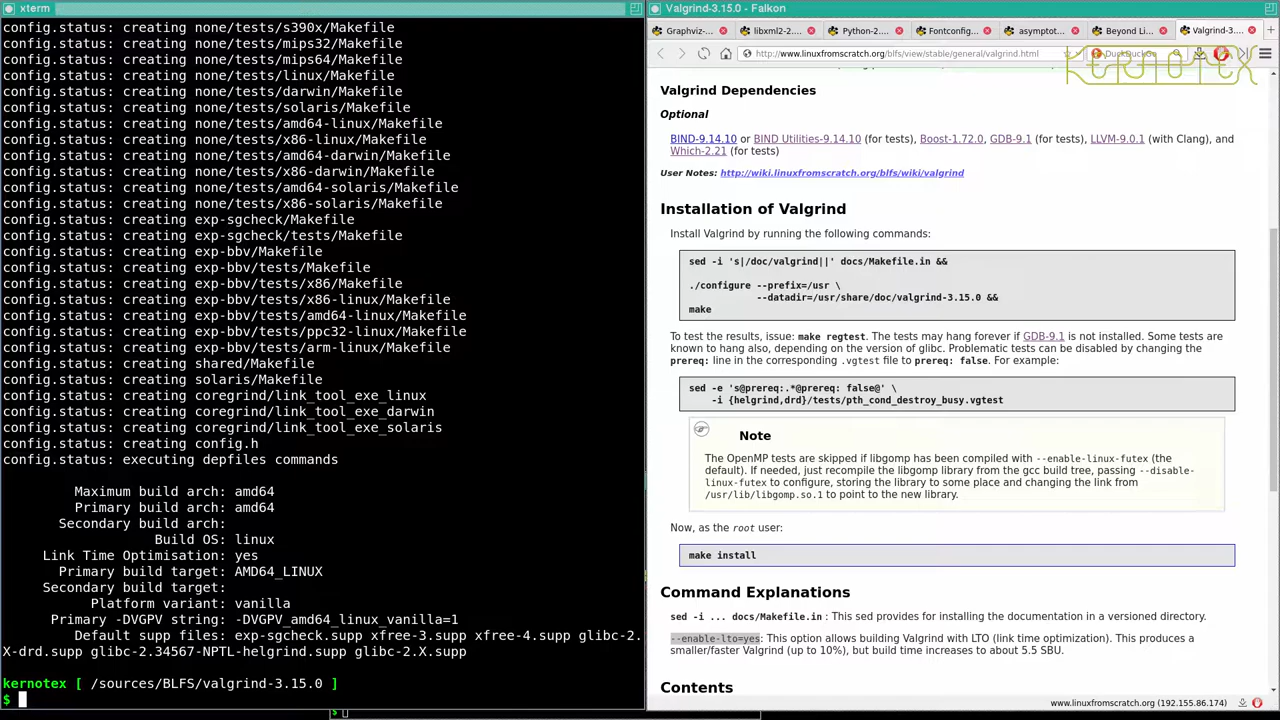 xterm
config.status: creating none/tests/s390x/Makefile
config.status: creating none/tests/mips32/Makefile
config.status: creating none/tests/mips64/Makefile
config.status: creating none/tests/linux/Makefile
config.status: creating none/tests/darwin/Makefile
config.status: creating none/tests/solaris/Makefile
config.status: creating none/tests/amd64-linux/Makefile
config.status: creating none/tests/x86-linux/Makefile
config.status: creating none/tests/amd64-darwin/Makefile
config.status: creating none/tests/x86-darwin/Makefile
config.status: creating none/tests/amd64-solaris/Makefile
config.status: creating none/tests/x86-solaris/Makefile
config.status: creating exp-sgcheck/Makefile
config.status: creating exp-sgcheck/tests/Makefile
config.status: creating exp-bbv/Makefile
config.status: creating exp-bbv/tests/Makefile
config.status: creating exp-bbv/tests/x86/Makefile
config.status: creating exp-bbv/tests/x86-linux/Makefile
config.status: creating exp-bbv/tests/amd64-linux/Makefile
config.status: creating exp-bbv/tests/ppc32-linux/Makefile
config.status: creating exp-bbv/tests/arm-linux/Makefile
config.status: creating shared/Makefile
config.status: creating solaris/Makefile
config.status: creating coregrind/link_tool_exe_linux
config.status: creating coregrind/link_tool_exe_darwin
config.status: creating coregrind/link_tool_exe_solaris
config.status: creating config.h
config.status: executing depfiles commands
Maximum build arch: amd64
Primary build arch: amd64
Secondary build arch:
Build OS: linux
Link Time Optimisation: yes
Primary build target: AMD64_LINUX
Secondary build target:
Platform variant: vanilla
Primary -DVGPV string: -DVGPV_amd64_linux_vanilla=1
Default supp files: exp-sgcheck.supp xfree-3.supp xfree-4.supp glibc-2.
X-drd.supp glibc-2.34567-NPTL-helgrind.supp glibc-2.X.supp
kernotex [ /sources/BLFS/valgrind-3.15.0 ]
$
$
Valgrind-3.15.0 - Falkon
Graphviz-... libxml2-2.... Python-2.... Fontconfig-... asymptot... Beyond Li... Valgrind-3....
http://www.linuxfromscratch.org/blfs/view/stable/general/valgrind.html
DuckDuckGo
KERNOTEX
Valgrind Dependencies
Optional
BIND-9.14.10 or BIND Utilities-9.14.10 (for tests), Boost-1.72.0, GDB-9.1 (for tests), LLVM-9.0.1 (with Clang), and
Which-2.21 (for tests)
User Notes: http://wiki.linuxfromscratch.org/blfs/wiki/valgrind
Installation of Valgrind
Install Valgrind by running the following commands:
sed -i 's|/doc/valgrind||' docs/Makefile.in &&
./configure --prefix=/usr \
--datadir=/usr/share/doc/valgrind-3.15.0 &&
make
To test the results, issue: make regtest. The tests may hang forever if GDB-9.1 is not installed. Some tests are
known to hang also, depending on the version of glibc. Problematic tests can be disabled by changing the
prereq: line in the corresponding .vgtest file to prereq: false. For example:
sed -e 's@prereq:.*@prereq: false@' \
-i {helgrind,drd}/tests/pth_cond_destroy_busy.vgtest
Note
The OpenMP tests are skipped if libgomp has been compiled with --enable-linux-futex (the
default). If needed, just recompile the libgomp library from the gcc build tree, passing --disable-
linux-futex to configure, storing the library to some place and changing the link from
/usr/lib/libgomp.so.1 to point to the new library.
Now, as the root user:
make install
Command Explanations
sed -i ... docs/Makefile.in : This sed provides for installing the documentation in a versioned directory.
--enable-lto=yes: This option allows building Valgrind with LTO (link time optimization). This produces a
smaller/faster Valgrind (up to 10%), but build time increases to about 5.5 SBU.
Contents
www.linuxfromscratch.org (192.155.86.174)